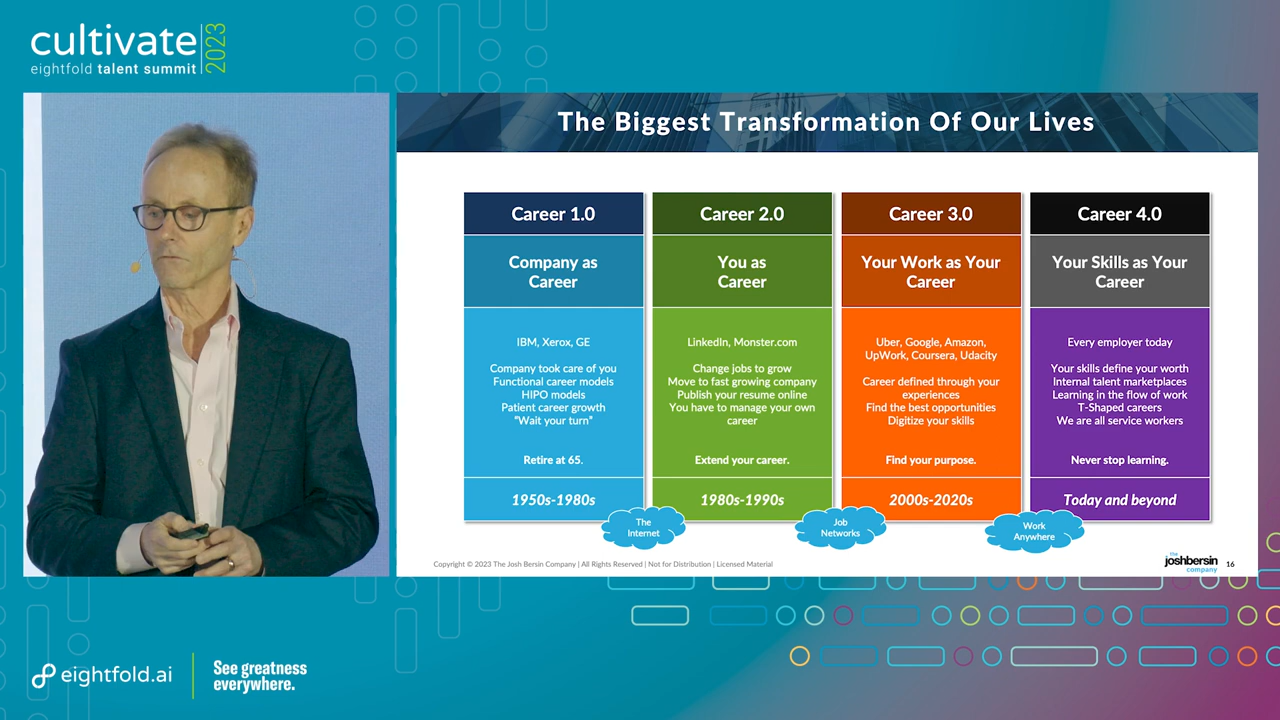 cultivate 2023
eightfold talent summit
The Biggest Transformation Of Our Lives
Career 1.0
Company as
Career
IBM, Xerox, GE
Company took care of you
Functional career models
HIPO models
Patient career growth
"Wait your turn"
Retire at 65.
1950s-1980s
Career 2.0
You as
Career
LinkedIn, Monster.com
Change jobs to grow
Move to fast growing company
Publish your resume online
You have to manage your own
career
Extend your career.
1980s-1990s
Career 3.0
Your Work as Your
Career
Uber, Google, Amazon,
UpWork, Coursera, Udacity
Career defined through your
experiences
Find the best opportunities
Digitize your skills
Find your purpose.
2000s-2020s
Career 4.0
Your Skills as Your
Career
Every employer today
Your skills define your worth
Internal talent marketplaces
Learning in the flow of work
T-Shaped careers
We are all service workers
Never stop learning.
Today and beyond
The
Internet
Job
Networks
Work
Anywhere
Copyright © 2023 The Josh Bersin Company | All Rights Reserved | Not for Distribution | Licensed Material
the
joshbersin
company
16
eightfold.ai
See greatness
everywhere.